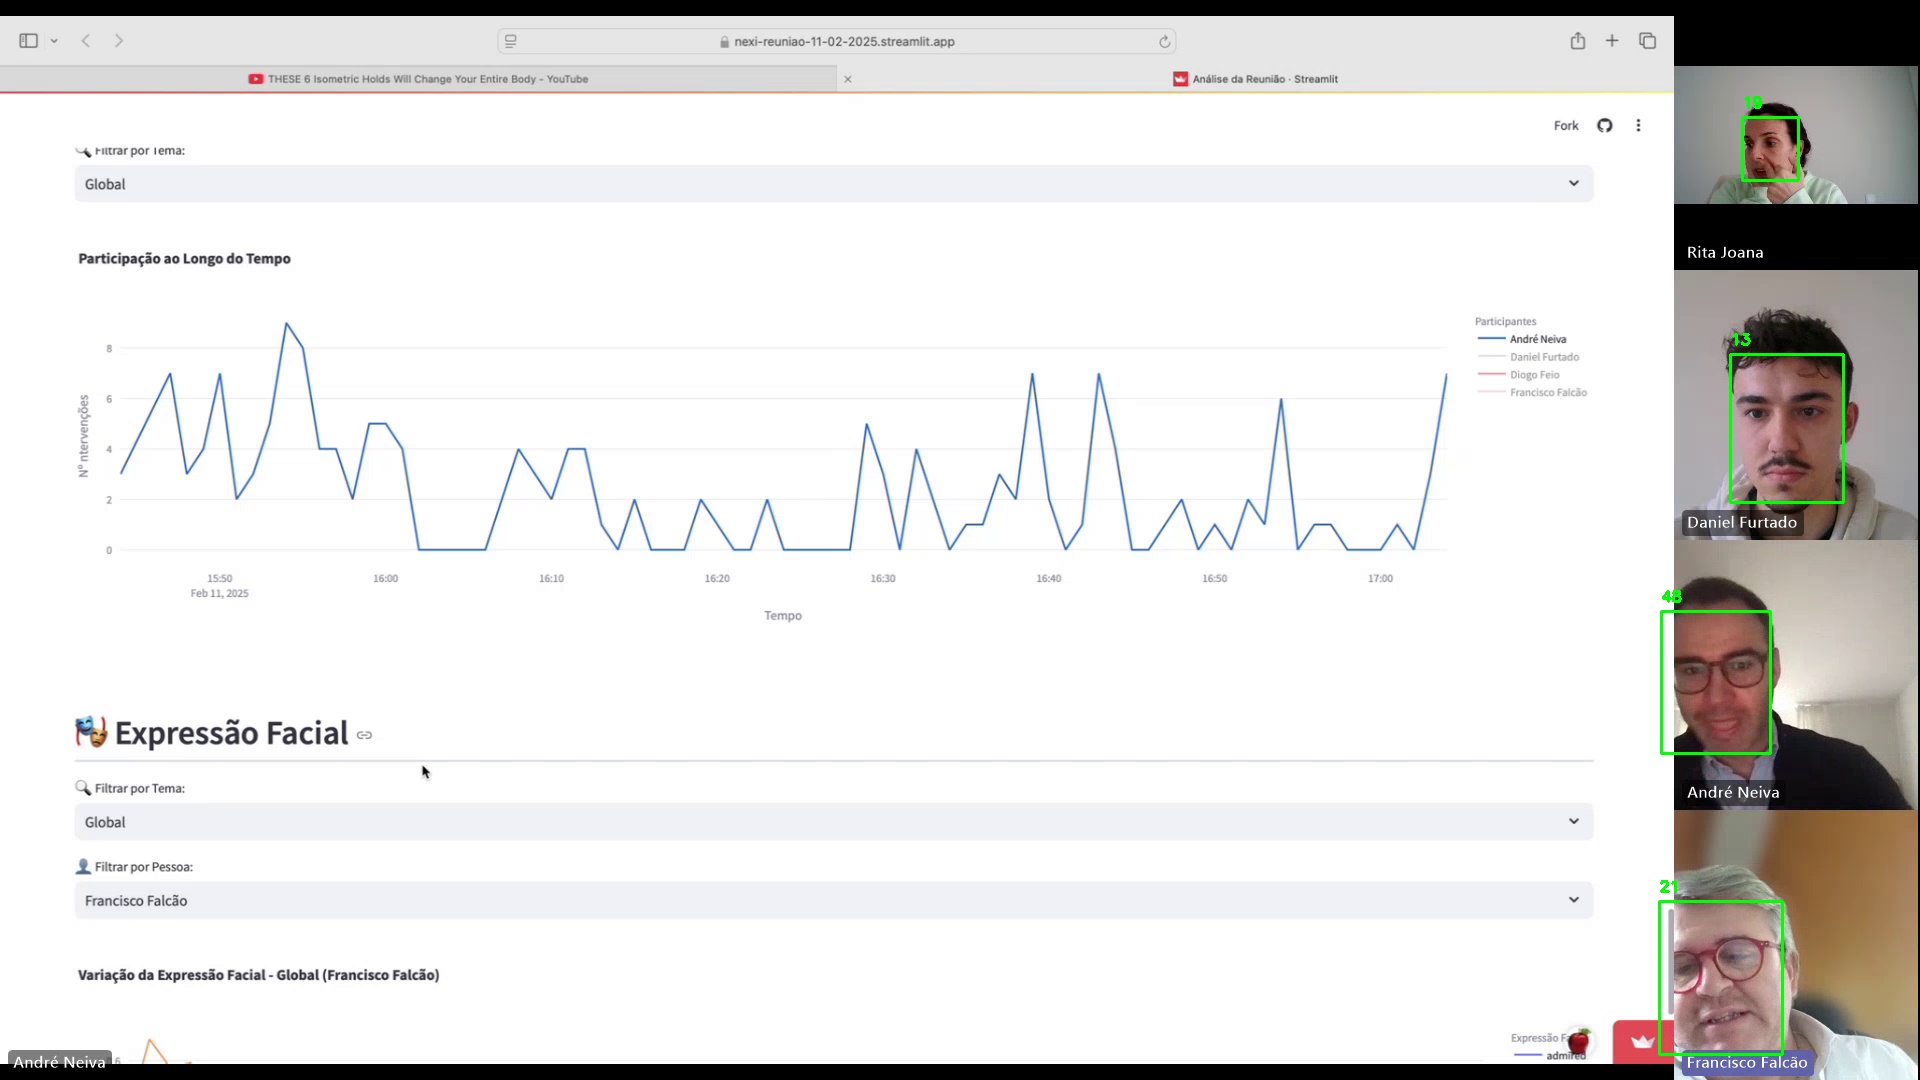 nexi-reuniao-11-02-2025.streamlit.app
THESE 6 Isometric Holds Will Change Your Entire Body - YouTube
Análise da Reunião · Streamlit
Fork
Filtrar por Tema:
Global
Participação ao Longo do Tempo
Participantes
André Neiva
Daniel Furtado
Diogo Feio
Francisco Falcão
Nº ntervenções
8
6
4
2
0
15:50
16:00
16:10
16:20
16:30
16:40
16:50
17:00
Feb 11, 2025
Tempo
Expressão Facial
Filtrar por Tema:
Global
Filtrar por Pessoa:
Francisco Falcão
Variação da Expressão Facial - Global (Francisco Falcão)
Expressão
admired
André Neiva
19
Rita Joana
13
Daniel Furtado
48
André Neiva
21
Francisco Falcão